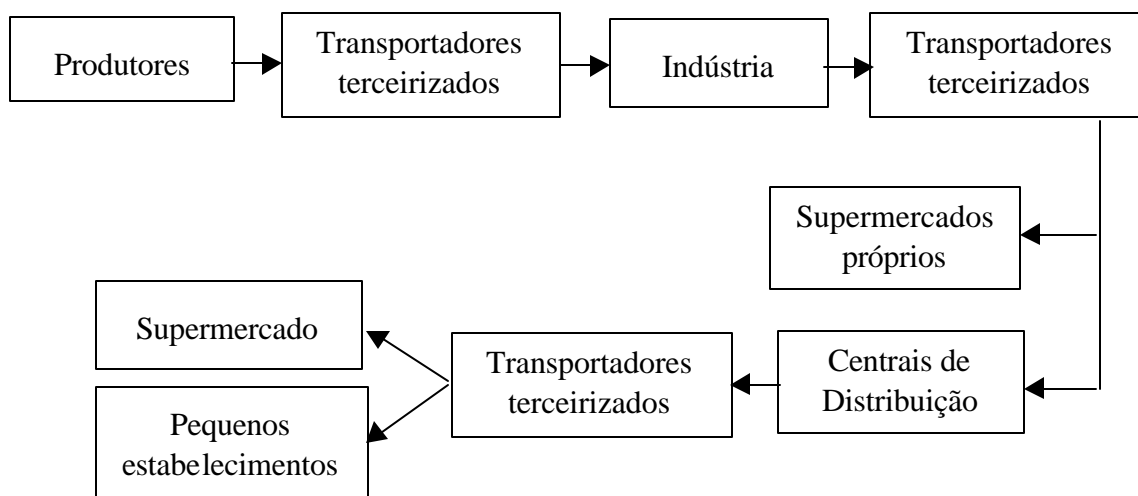 Produtores
Transportadores
terceirizados
Indústria
Transportadores
terceirizados
Supermercados
próprios
Centrais de
Distribuição
Transportadores
terceirizados
Supermercado
Pequenos
estabelecimentos